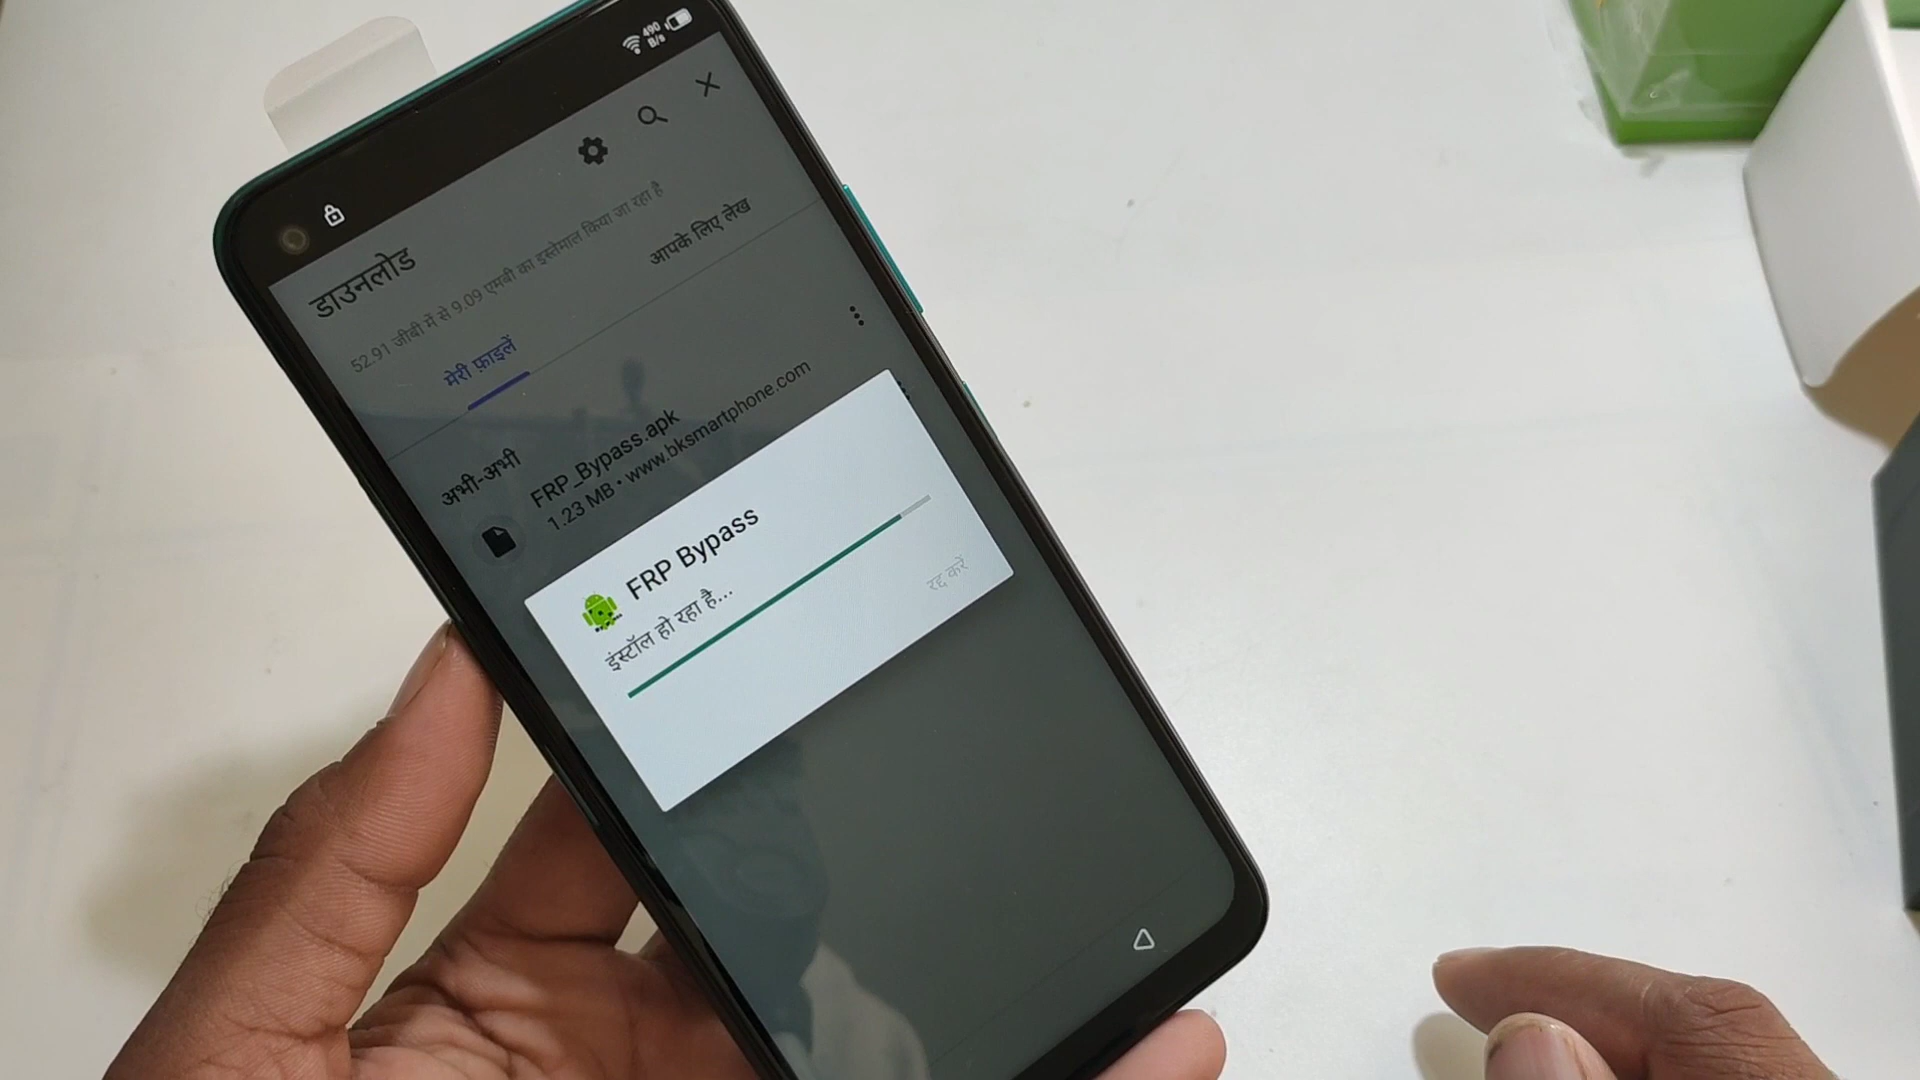 490
B/s
डाउनलोड
52.91 जीबी में से 9.09 एमबी का इस्तेमाल किया जा रहा है
मेरी फ़ाइलें
आपके लिए लेख
अभी-अभी
FRP_Bypass.apk
1.23 MB • www.bksmartphone.com
FRP Bypass
इंस्टॉल हो रहा है...
रद्द करें